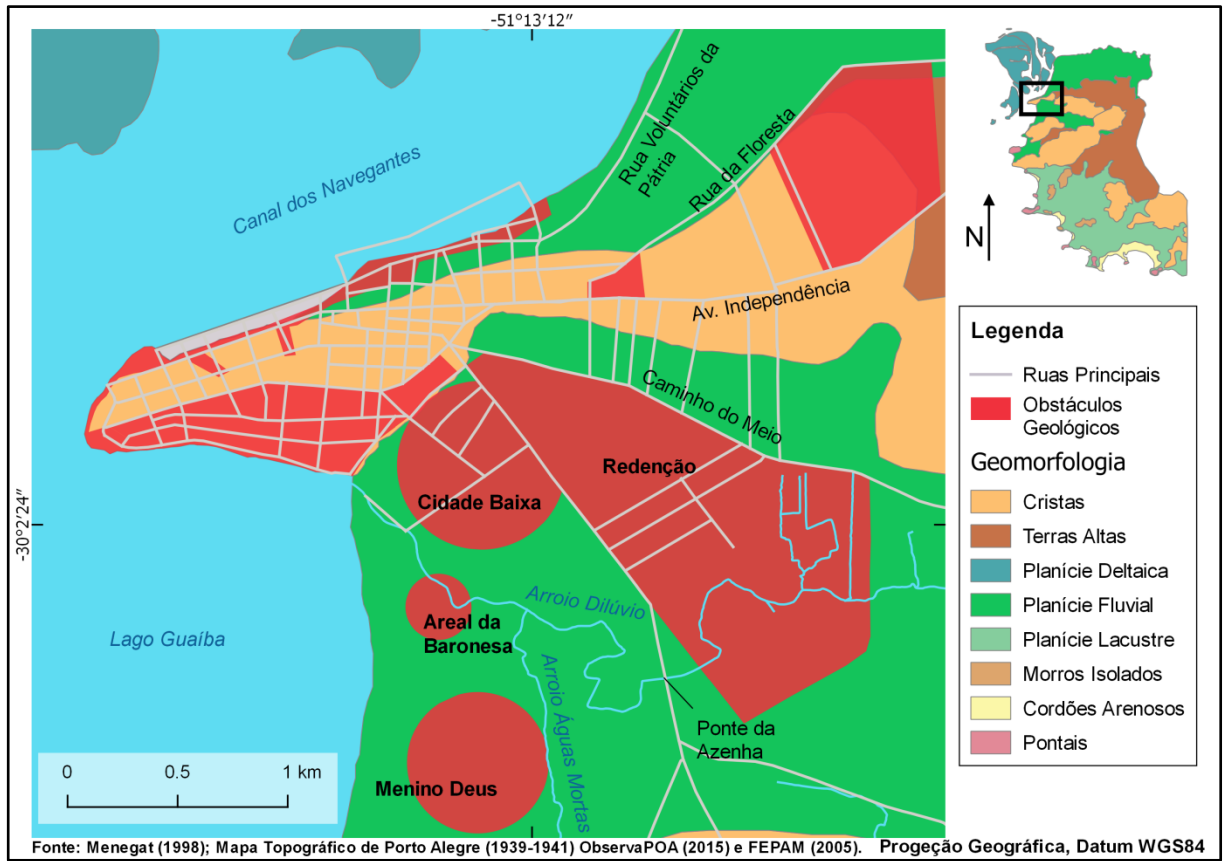 -51°13'12"
Rua Voluntários da
Pátria
Rua da Floresta
Canal dos Navegantes
Av. Independência
Caminho do Meio
Redenção
Cidade Baixa
-30°2'24"
Arroio Dilúvio
Areal da
Baronesa
Lago Guaíba
Arroio Águas Mortas
Ponte da
Azenha
Menino Deus
0 0.5 1 km
N
Legenda
Ruas Principais
Obstáculos
Geológicos
Geomorfologia
Cristas
Terras Altas
Planície Deltaica
Planície Fluvial
Planície Lacustre
Morros Isolados
Cordões Arenosos
Pontais
Fonte: Menegat (1998); Mapa Topográfico de Porto Alegre (1939-1941) ObservaPOA (2015) e FEPAM (2005). Progeção Geográfica, Datum WGS84